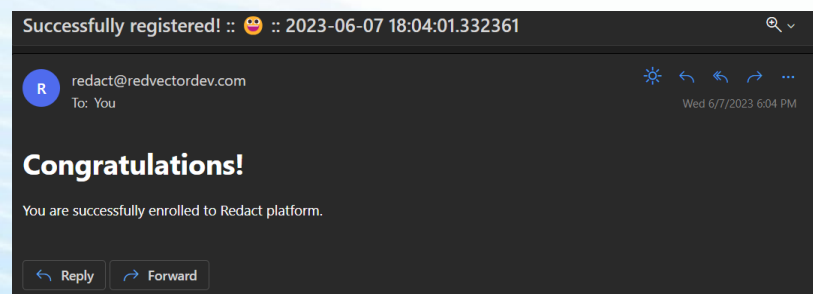 Successfully registered! :: 😀 :: 2023-06-07 18:04:01.332361
R
redact@redvectordev.com
To: You
Wed 6/7/2023 6:04 PM
Congratulations!
You are successfully enrolled to Redact platform.
Reply
Forward